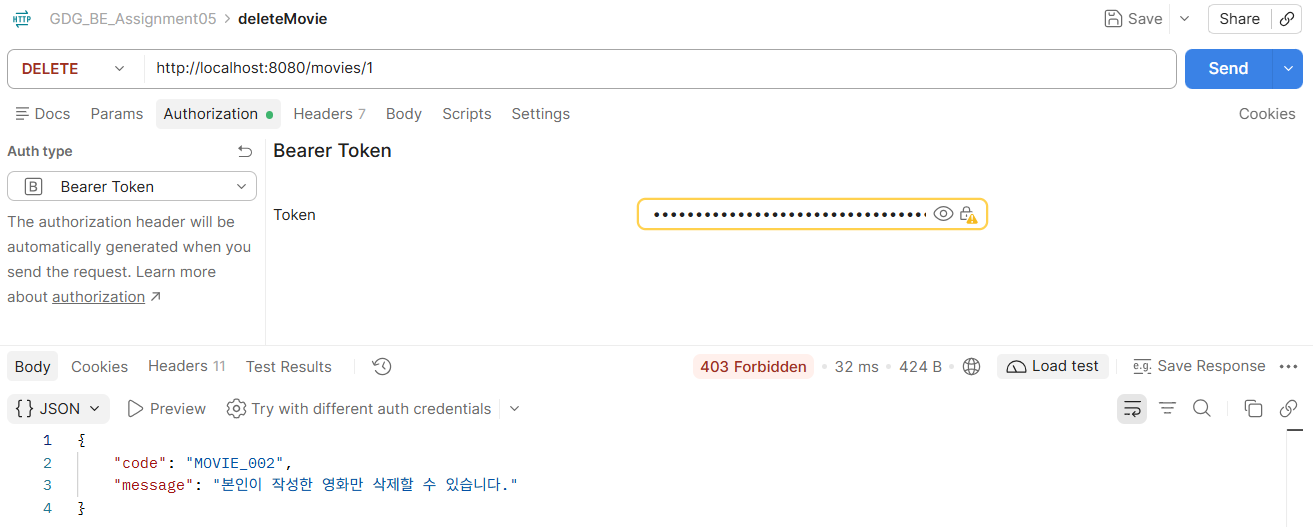 HTTP GDG_BE_Assignment05 > deleteMovie Save Share
DELETE http://localhost:8080/movies/1 Send
Docs Params Authorization Headers 7 Body Scripts Settings Cookies
Auth type
B Bearer Token
The authorization header will be
automatically generated when you
send the request. Learn more
about authorization ↗
Bearer Token
Token ••••••••••••••••••••••••••••••••
Body Cookies Headers 11 Test Results 403 Forbidden • 32 ms • 424 B • Load test e.g. Save Response •••
{} JSON Preview Try with different auth credentials
1 {
2 "code": "MOVIE_002",
3 "message": "본인이 작성한 영화만 삭제할 수 있습니다."
4 }